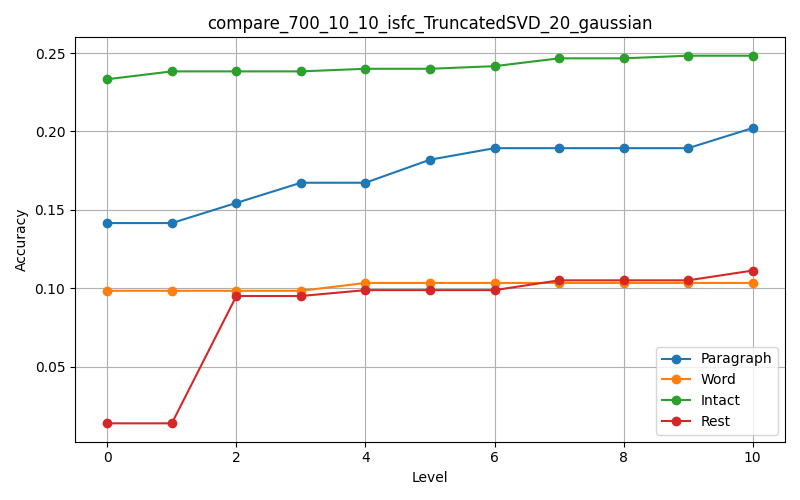 compare_700_10_10_isfc_TruncatedSVD_20_gaussian
Accuracy
0.25
0.20
0.15
0.10
0.05
0 2 4 6 8 10
Level
Paragraph
Word
Intact
Rest